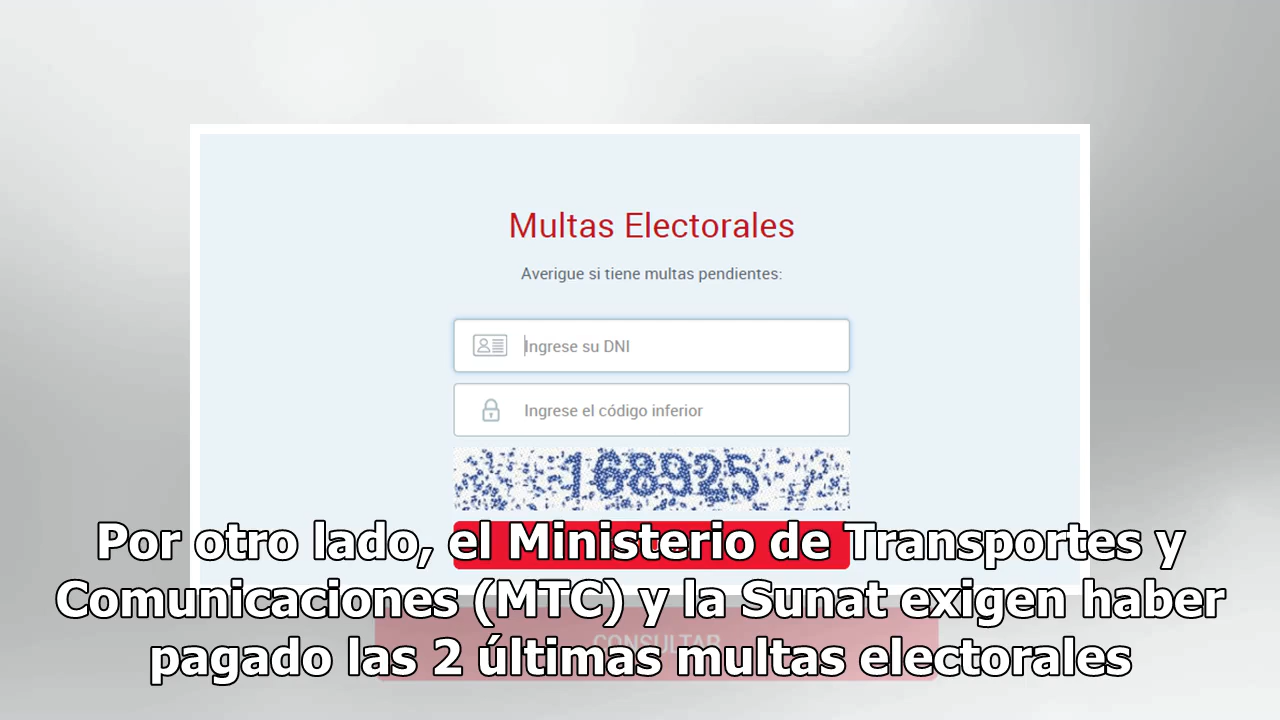 Multas Electorales
Averigue si tiene multas pendientes:
Ingrese su DNI
Ingrese el código inferior
168925
Por otro lado, el Ministerio de Transportes y
Comunicaciones (MTC) y la Sunat exigen haber
CONSULTAR
pagado las 2 últimas multas electorales